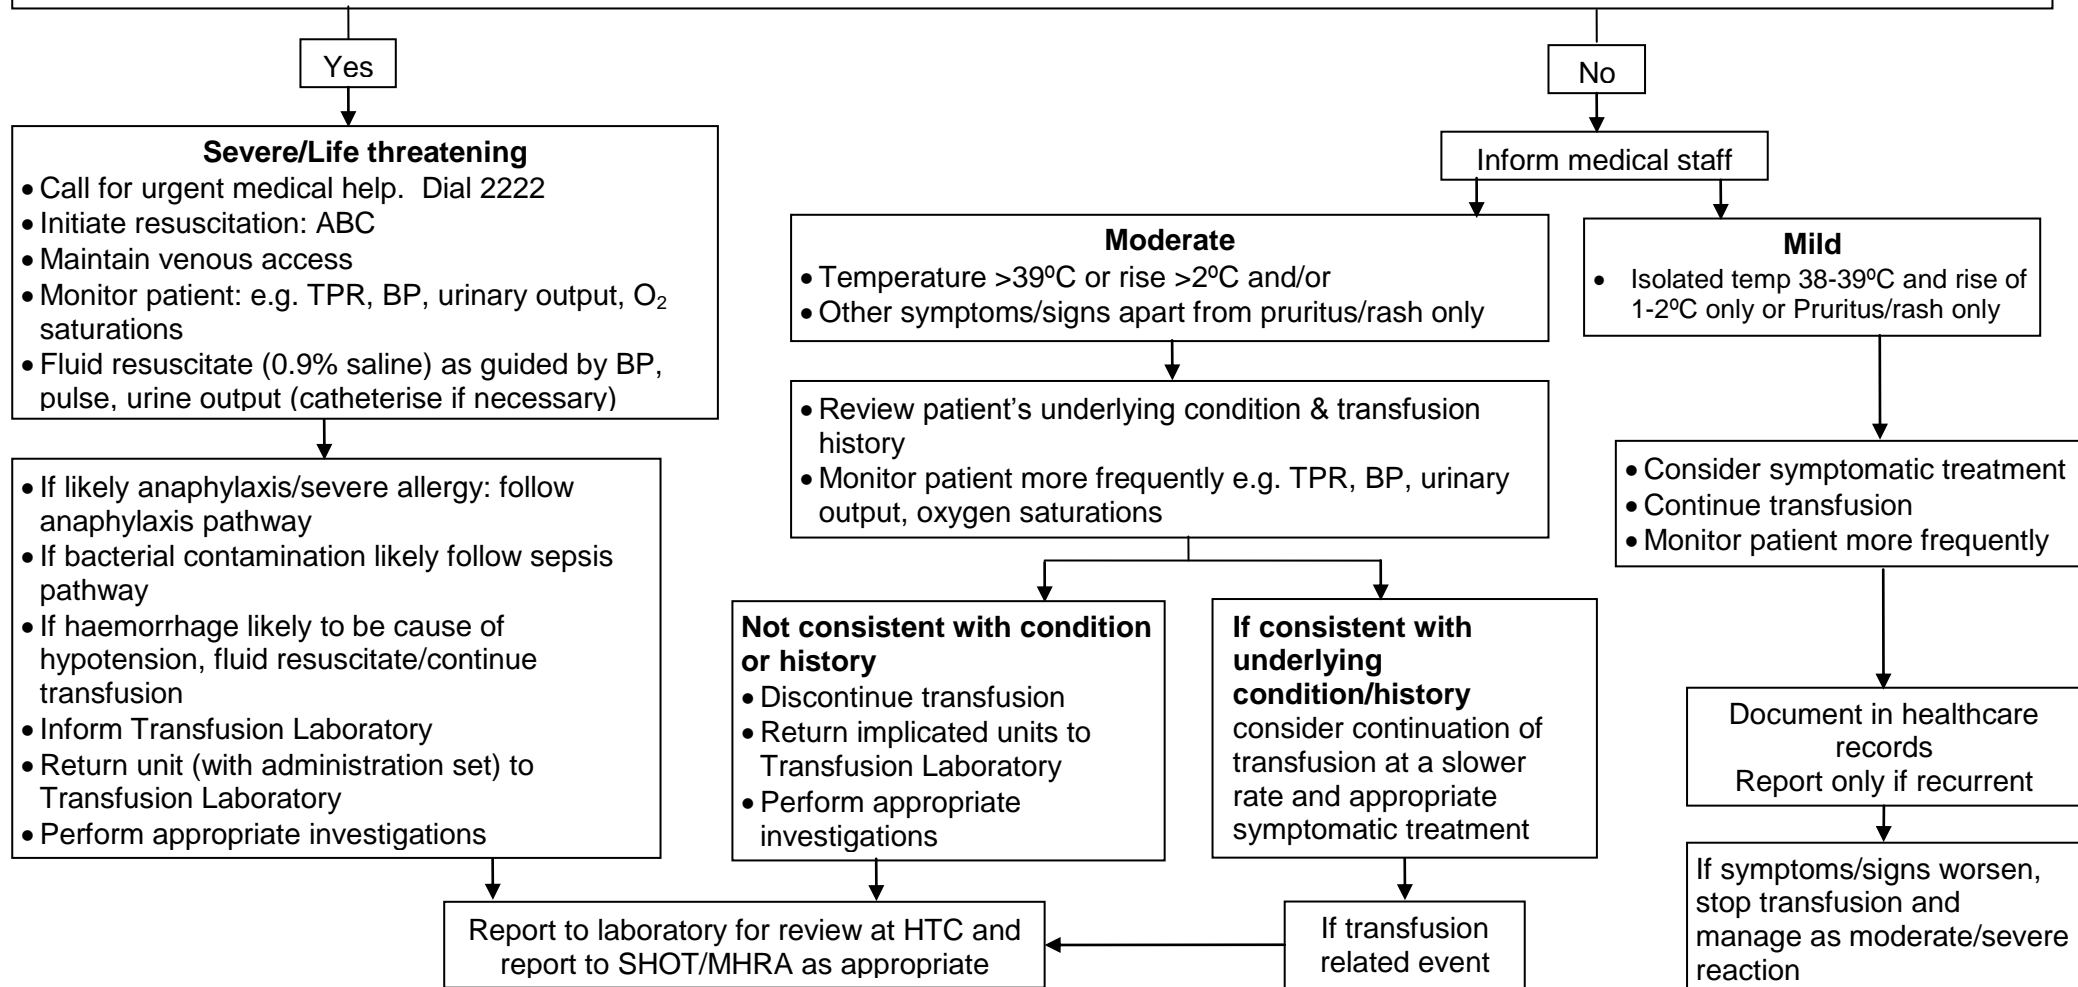 Yes
No
Severe/Life threatening
• Call for urgent medical help.  Dial 2222
• Initiate resuscitation: ABC
• Maintain venous access
• Monitor patient: e.g. TPR, BP, urinary output, O₂
saturations
• Fluid resuscitate (0.9% saline) as guided by BP,
pulse, urine output (catheterise if necessary)
Inform medical staff
Moderate
• Temperature >39ºC or rise >2ºC and/or
• Other symptoms/signs apart from pruritus/rash only
Mild
• Isolated temp 38-39ºC and rise of
1-2ºC only or Pruritus/rash only
• Review patient’s underlying condition & transfusion
history
• Monitor patient more frequently e.g. TPR, BP, urinary
output, oxygen saturations
• Consider symptomatic treatment
• Continue transfusion
• Monitor patient more frequently
• If likely anaphylaxis/severe allergy: follow
anaphylaxis pathway
• If bacterial contamination likely follow sepsis
pathway
• If haemorrhage likely to be cause of
hypotension, fluid resuscitate/continue
transfusion
• Inform Transfusion Laboratory
• Return unit (with administration set) to
Transfusion Laboratory
• Perform appropriate investigations
Not consistent with condition
or history
• Discontinue transfusion
• Return implicated units to
Transfusion Laboratory
• Perform appropriate
investigations
If consistent with
underlying
condition/history
consider continuation of
transfusion at a slower
rate and appropriate
symptomatic treatment
Document in healthcare
records
Report only if recurrent
Report to laboratory for review at HTC and
report to SHOT/MHRA as appropriate
If transfusion
related event
If symptoms/signs worsen,
stop transfusion and
manage as moderate/severe
reaction